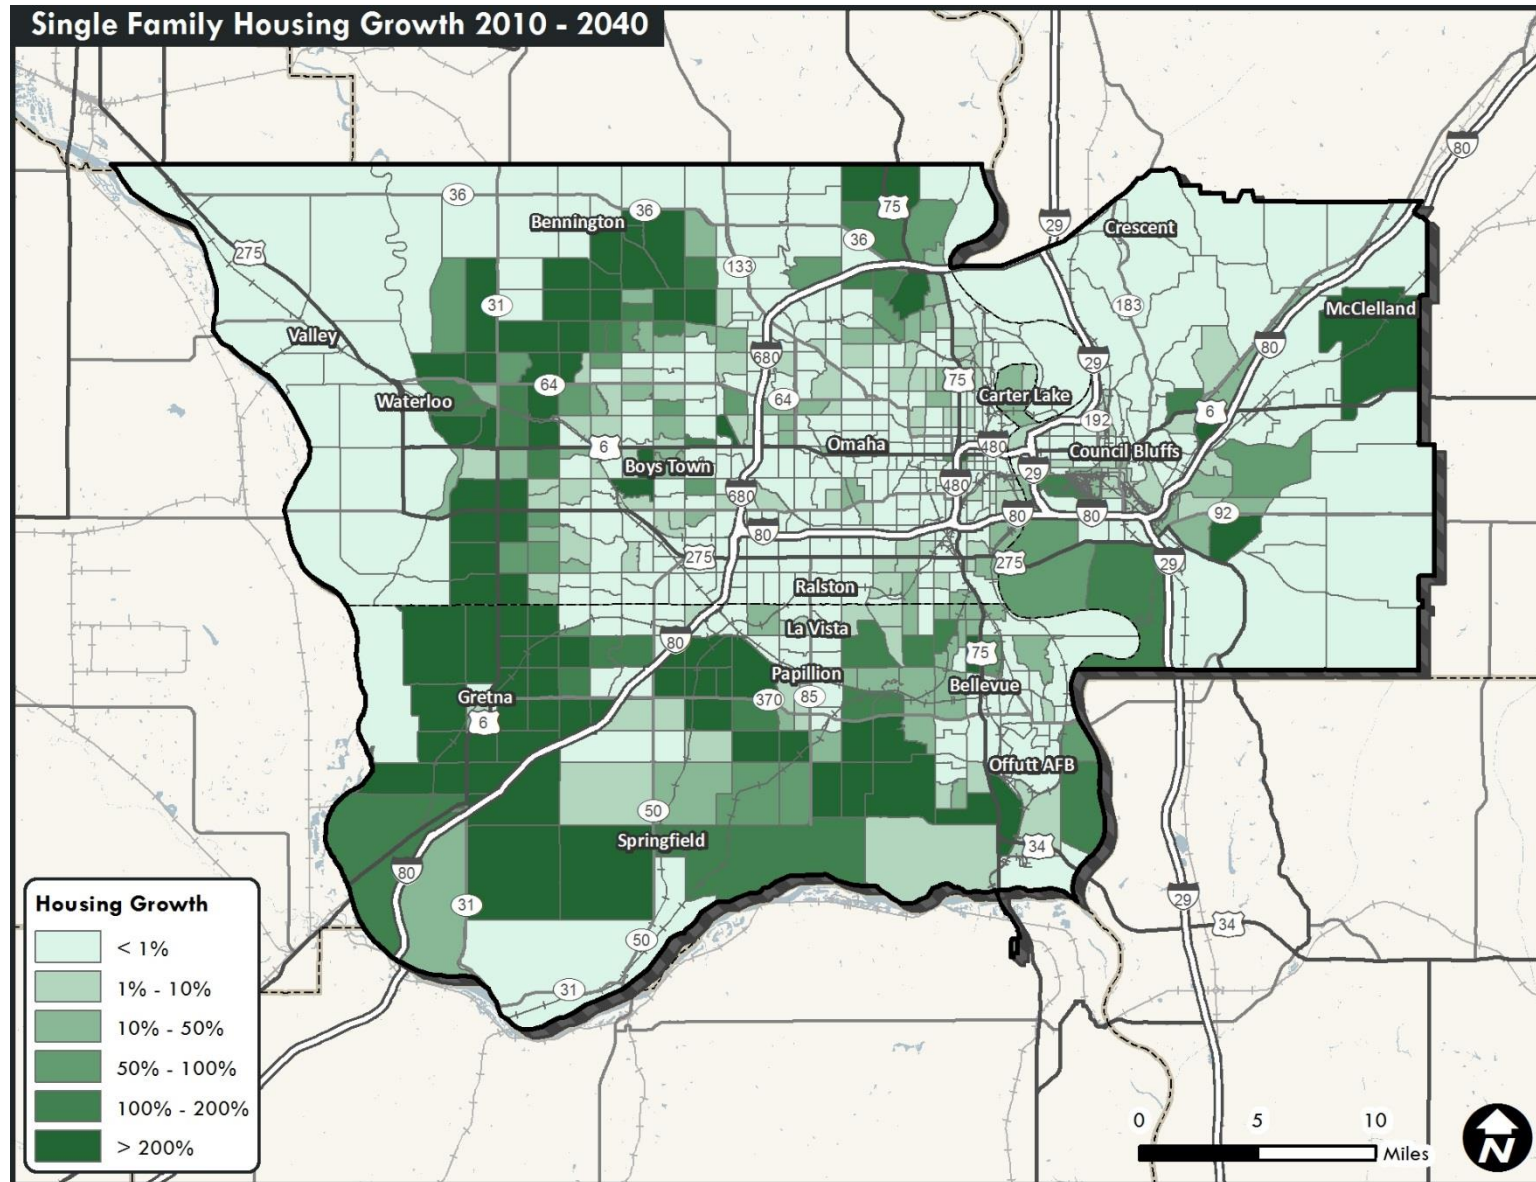 Single Family Housing Growth 2010 - 2040
80
75
36
36
Bennington
36
29
Crescent
275
133
31
183
McClelland
Valley
80
680
29
64
75
64
Waterloo
Carter Lake
6
192
6
Omaha
480
Council Bluffs
Boys Town
29
680
480
80
80
92
80
275
275
29
Ralston
La Vista
80
75
Papillion
Bellevue
Gretna
370
85
6
Offutt AFB
50
Springfield
34
80
29
31
34
50
31
Housing Growth
< 1%
1% - 10%
10% - 50%
50% - 100%
100% - 200%
> 200%
0 5 10
Miles
N